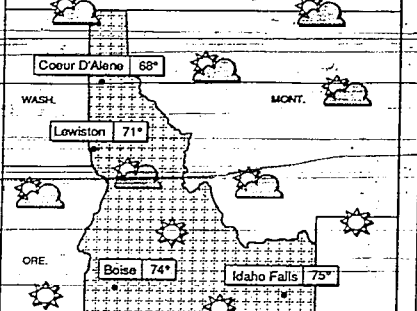 Coeur D'Alene 68°
WASH.
MONT.
Lewiston 71°
ORE.
Boise 74°
Idaho Falls 75°